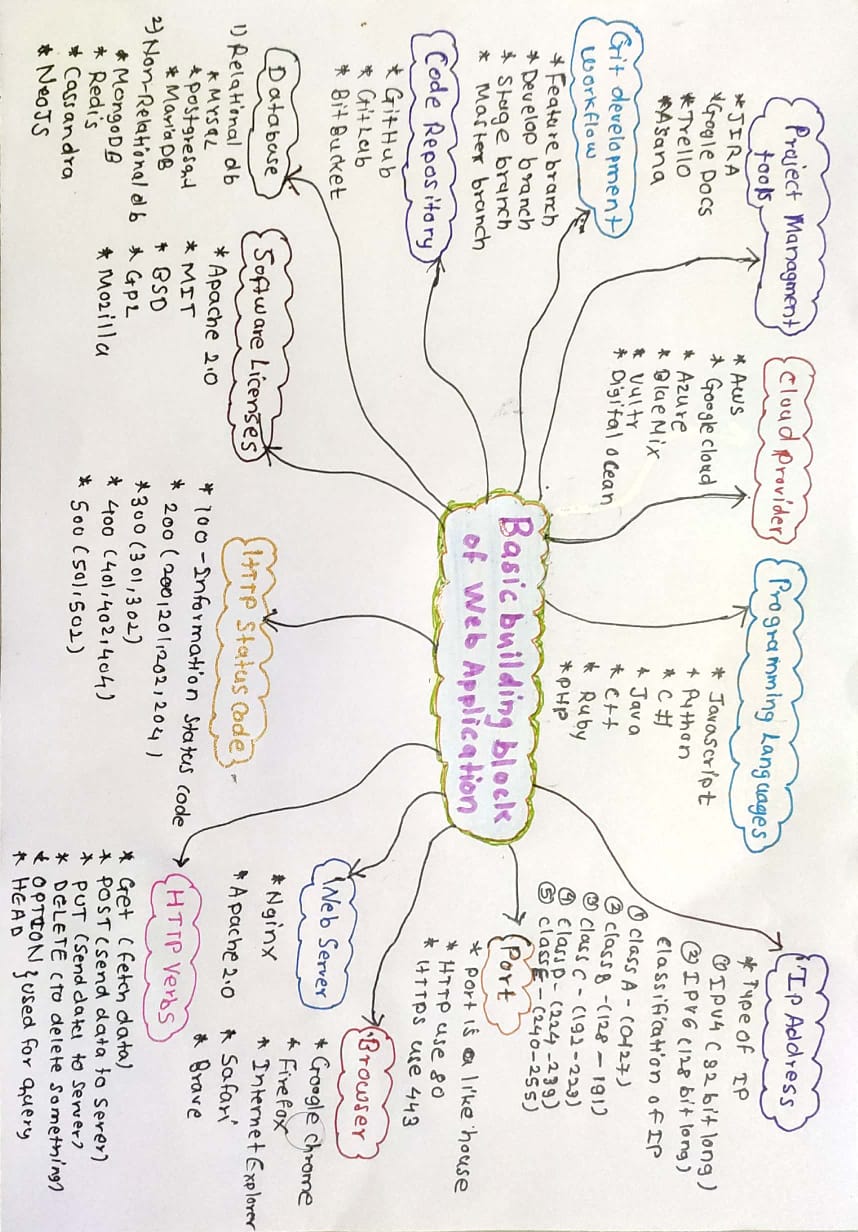 Basic building block
of Web Application
Project Managment
tools
* JIRA
* Gogle Docs
* Trello
* Asana
Cloud Provider
* AWS
* Google cloud
* Azure
* BlueMix
* Vultr
* Digital ocean
Programming Languages
* Javascript
* Python
* C#
* Java
* C++
* Ruby
* PHP
Ip Address
* Type of IP
① IPV4 (32 bit long)
② IPV6 (128 bit long)
Classification of IP
① Class A - (0-127)
② Class B - (128 - 191)
③ Class C - (192-223)
④ Class D - (224 -239)
⑤ Class E - (240-255)
Git development
workflow
* Feature branch
* Develop branch
* Stage branch
* Master branch
Port
* Port is a like house
* HTTP use 80
* HTTPS use 443
Code Repository
* GitHub
* GitLab
* BitBucket
Browser
* Google chrome
* Firefox
* Internet Explorer
* Safari
* Brave
Web Server
* Nginx
* Apache 2.0
Database
1) Relational db
* MYSQL
* Postgresql
* MariaDB
2) Non-Relational db
* MongoDB
* Redis
* Cassandra
* NeoJS
Software Licenses
* Apache 2.0
* MIT
* BSD
* GPL
* Mozilla
HTTP Status Code
* 100 - Information Status code
* 200 (200,201,202,204)
* 300 (301,302)
* 400 (401,402,404)
* 500 (501,502)
HTTP Verbs
* Get (fetch data)
* POST (Send data to Serer)
* PUT (Send data to Server)
* DELETE (to delete something)
* OPTION } Used for query
* HEAD